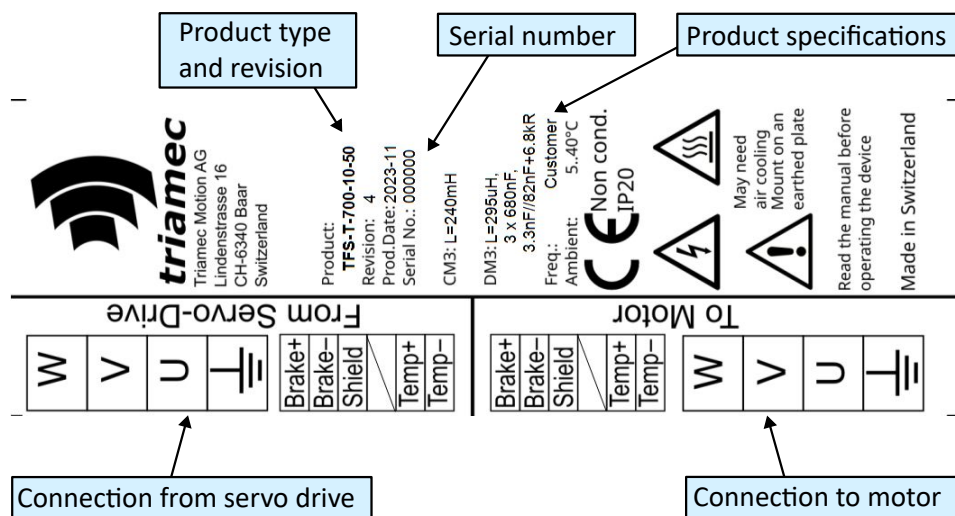 Product type
and revision
Serial number
Product specifications
triamec
Triamec Motion AG
Lindenstrasse 16
CH-6340 Baar
Switzerland
Product:
TFS-T-700-10-50
Revision: 4
Prod.Date: 2023-11
Serial No.: 000000
CM3: L=240mH
DM3: L=295uH,
3 x 680nF,
3.3nF//82nF+6.8kR
Freq.: Customer
Ambient: 5..40°C
CE Non cond.
IP20
May need
air cooling
Mount on an
earthed plate
Read the manual before
operating the device
Made in Switzerland
From Servo-Drive
To Motor
W
V
U
Brake+
Brake−
Shield
Temp+
Temp−
Brake+
Brake−
Shield
Temp+
Temp−
W
V
U
Connection from servo drive
Connection to motor